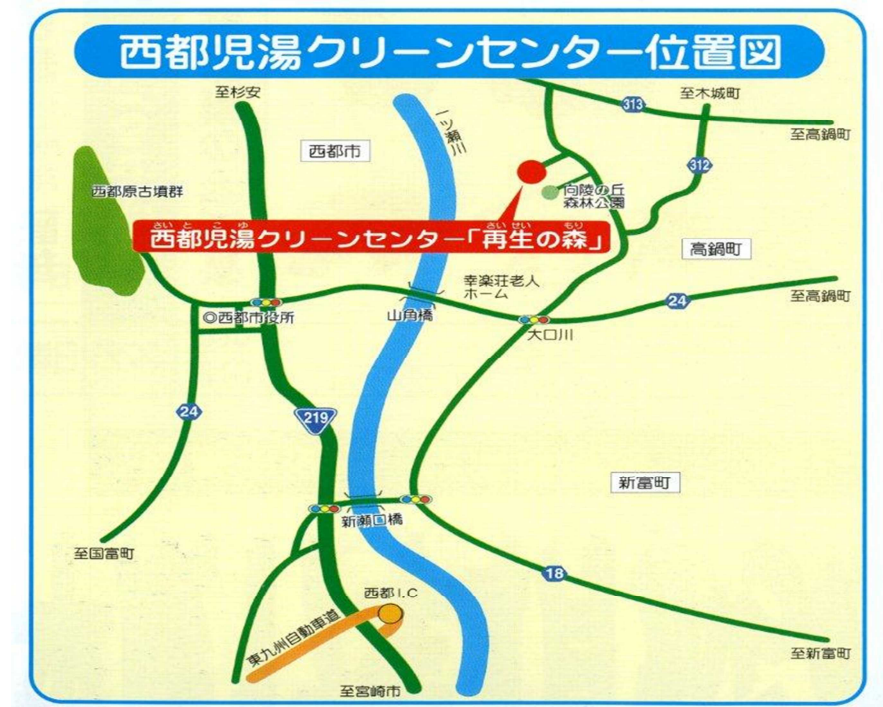 西都児湯クリーンセンター位置図
至杉安
一ツ瀬川
313
至木城町
至高鍋町
西都市
312
西都原古墳群
向陵の丘
森林公園
さいとこゆ さいせい もり
西都児湯クリーンセンター「再生の森」
高鍋町
幸楽荘老人
ホーム
24
至高鍋町
◎西都市役所
山角橋
大口川
24
219
新富町
新瀬口橋
至国富町
18
西都I.C
東九州自動車道
至新富町
至宮崎市